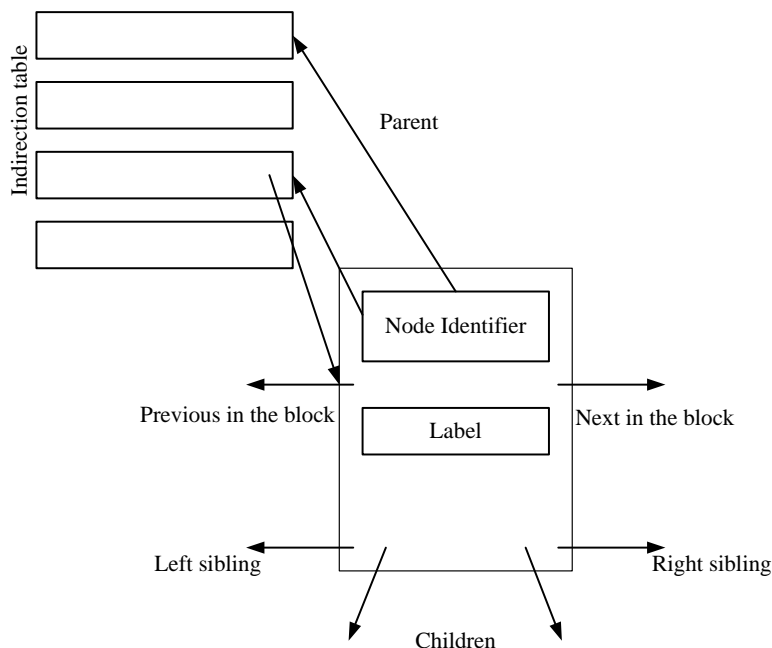 Indirection table
Parent
Node Identifier
Previous in the block
Next in the block
Label
Left sibling
Right sibling
Children